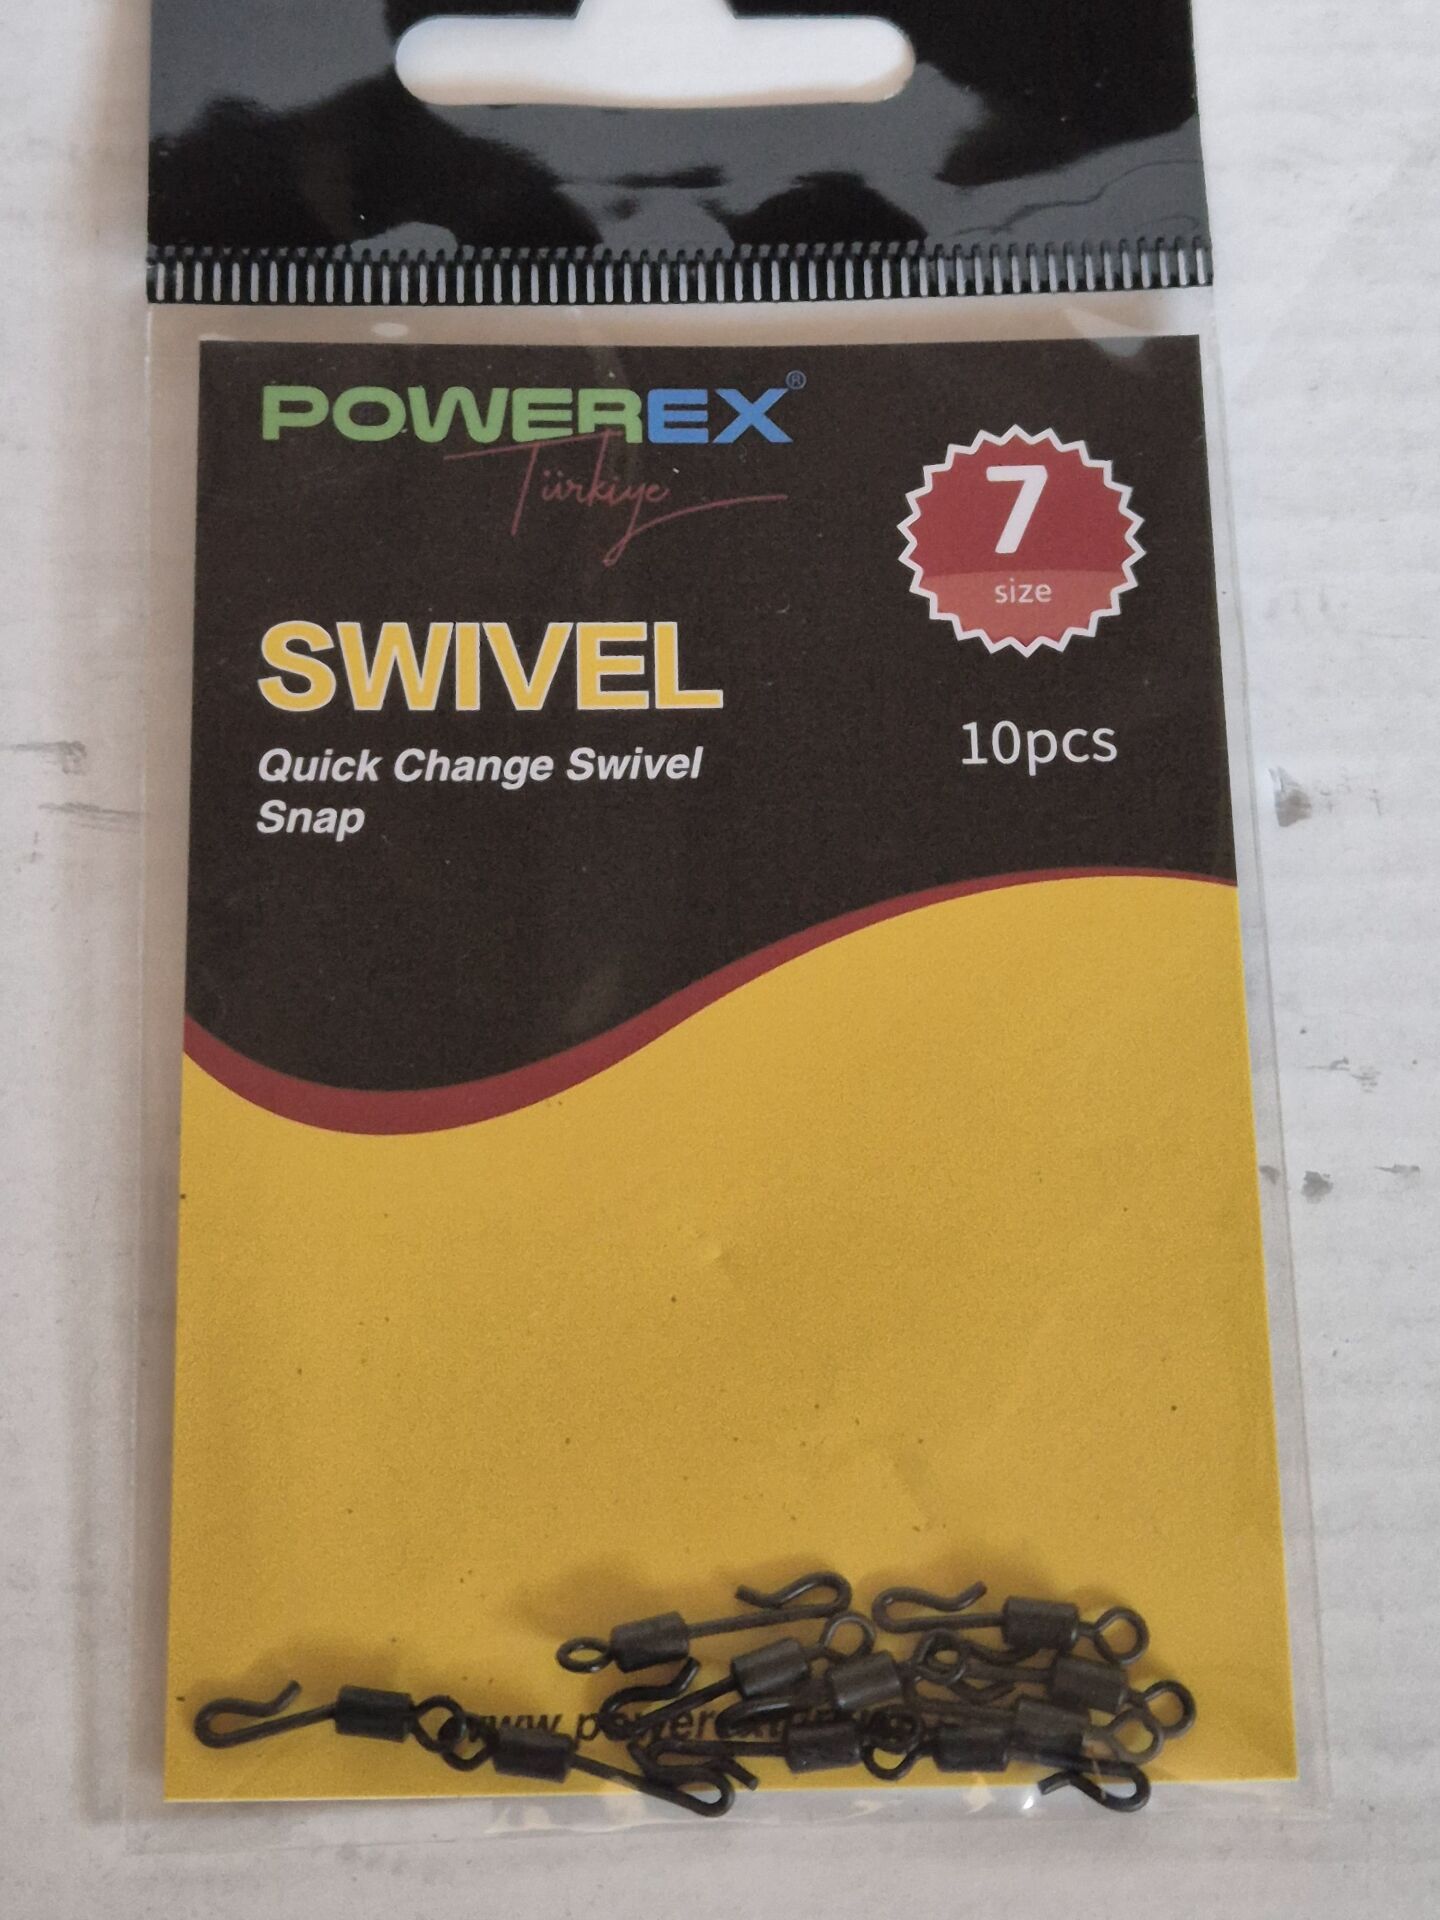 POWEREX®
Türkiye
7
size
SWIVEL
10pcs
Quick Change Swivel
Snap